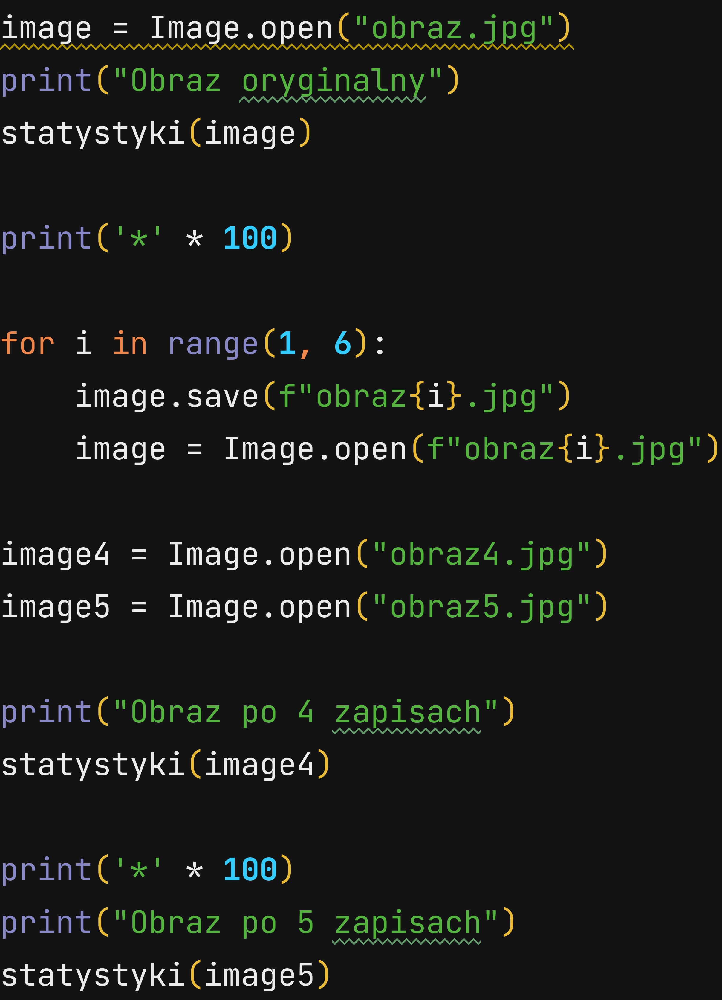 image = Image.open("obraz.jpg")
print("Obraz oryginalny")
statystyki(image)
print('*' * 100)
for i in range(1, 6):
    image.save(f"obraz{i}.jpg")
    image = Image.open(f"obraz{i}.jpg")
image4 = Image.open("obraz4.jpg")
image5 = Image.open("obraz5.jpg")
print("Obraz po 4 zapisach")
statystyki(image4)
print('*' * 100)
print("Obraz po 5 zapisach")
statystyki(image5)